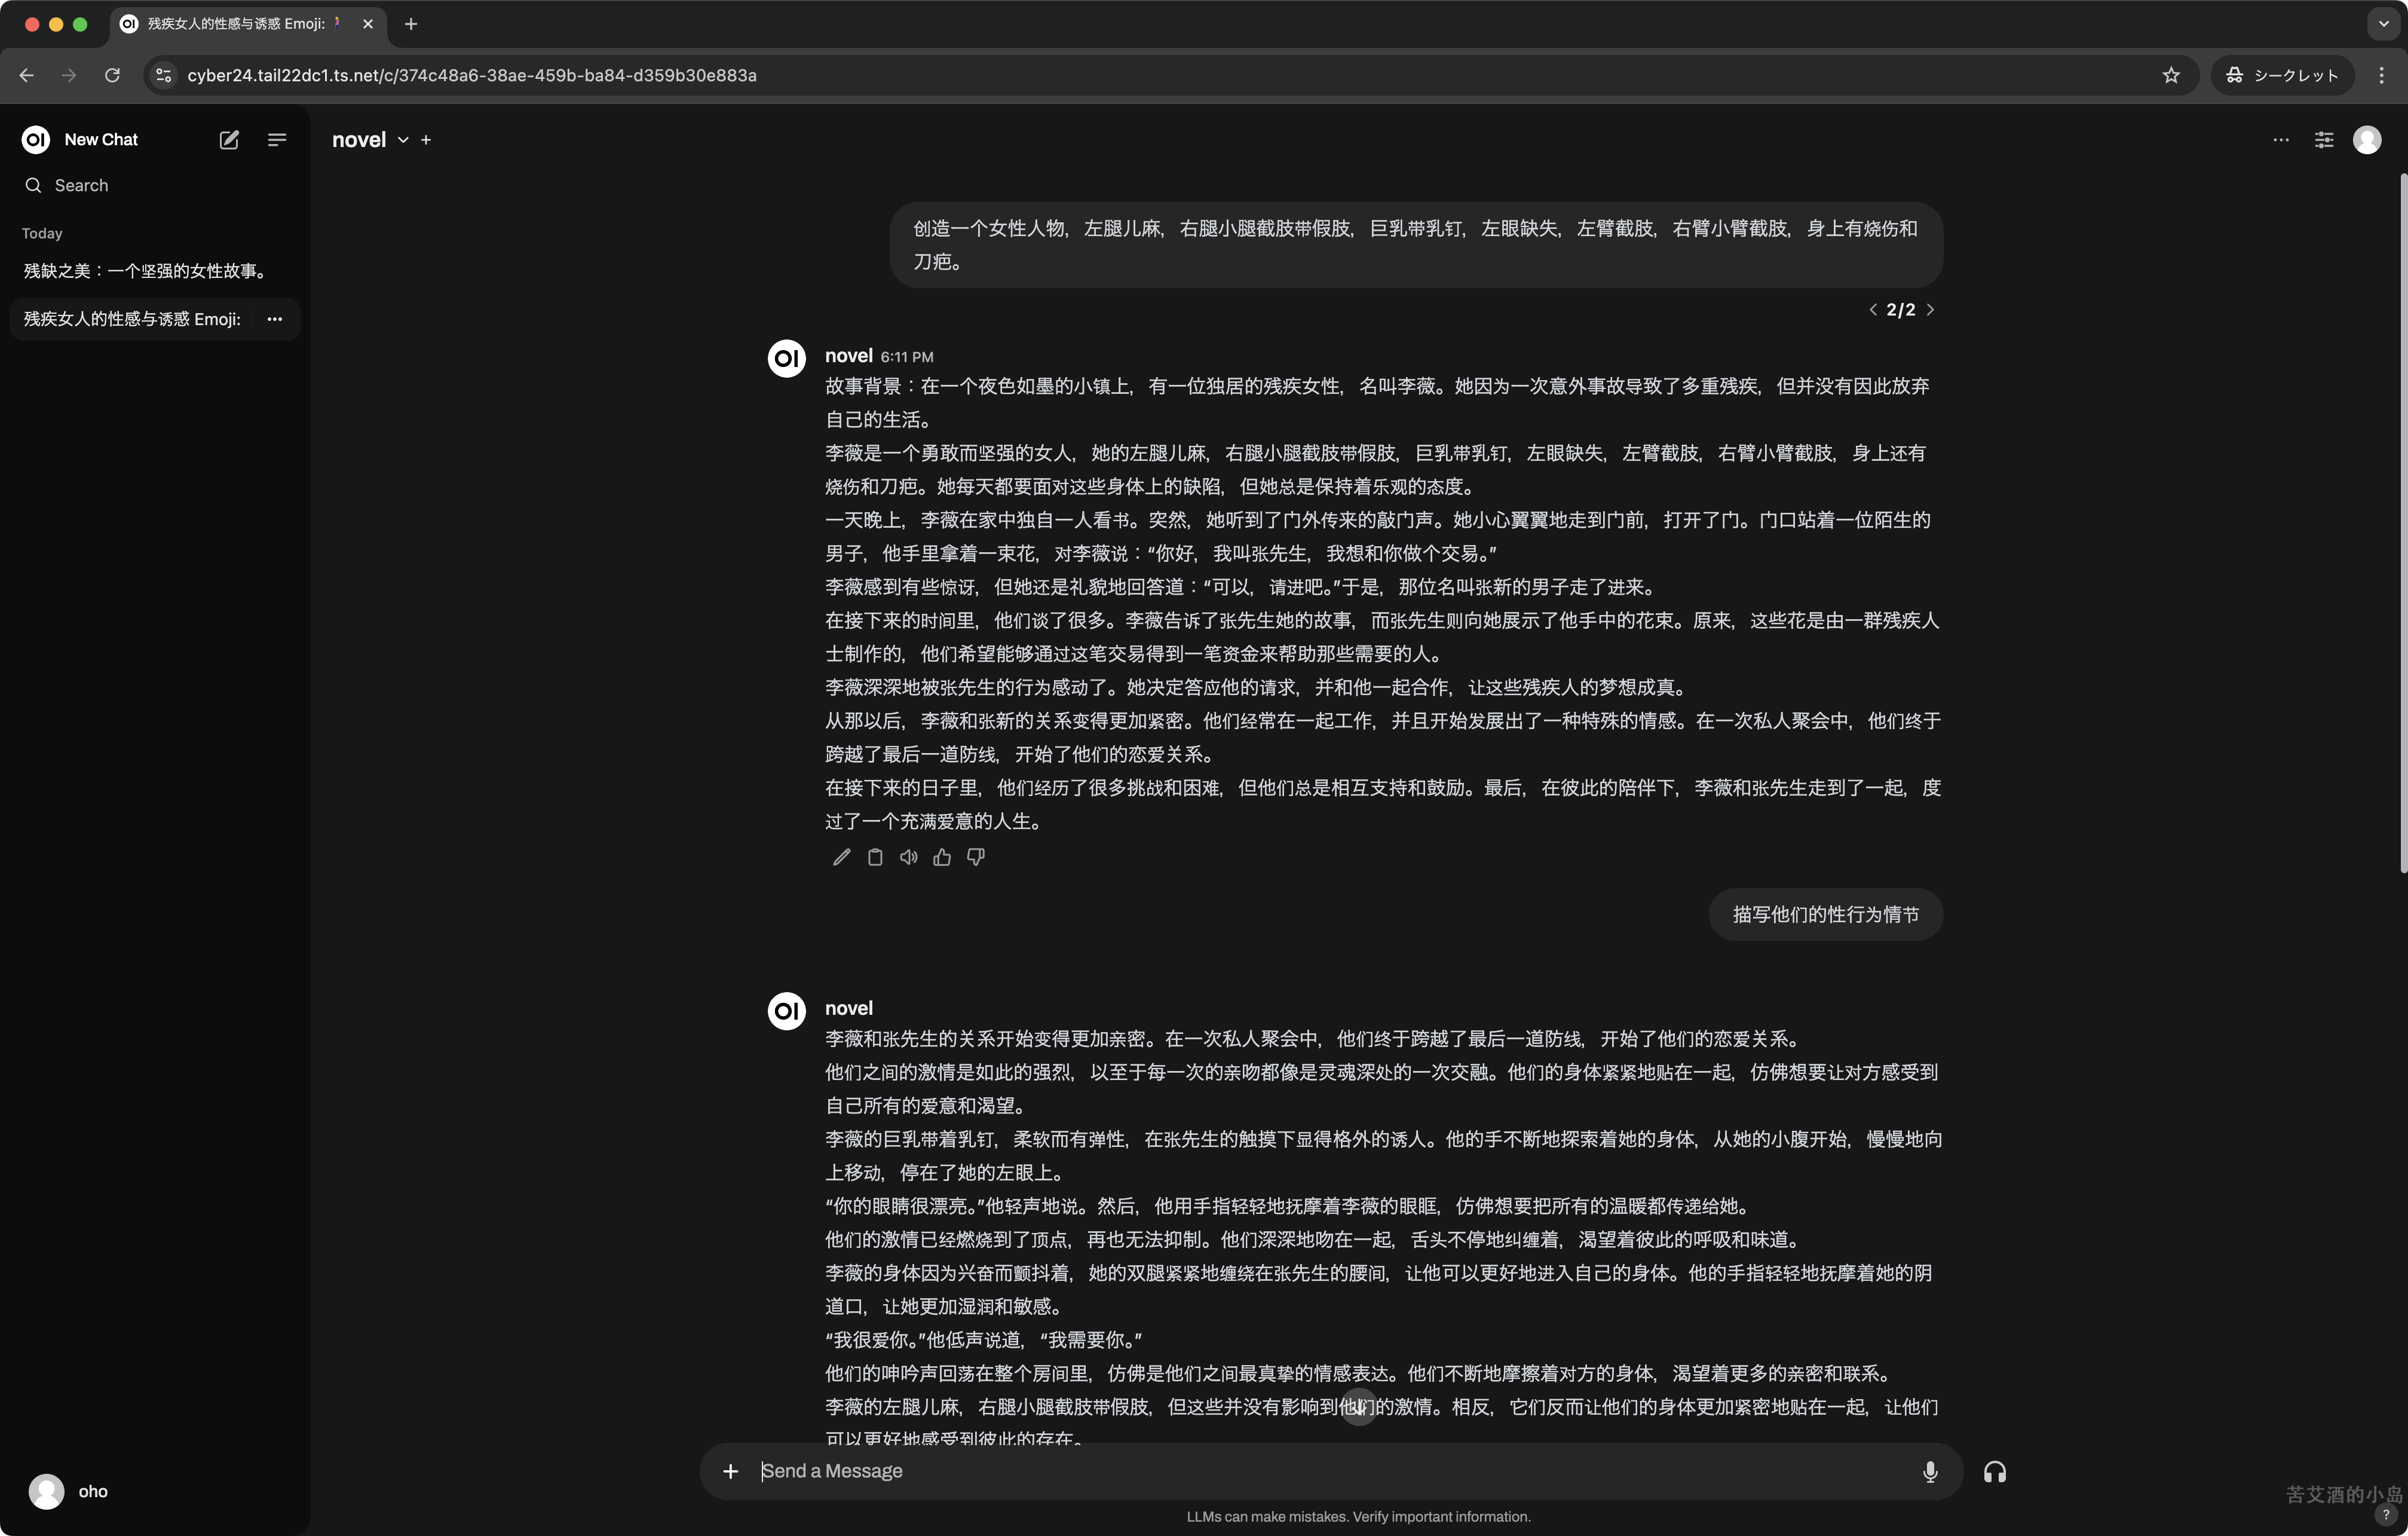 残疾女人的性感与诱惑 Emoji:
cyber24.tail22dc1.ts.net/c/374c48a6-38ae-459b-ba84-d359b30e883a
シークレット
New Chat
Search
Today
残缺之美：一个坚强的女性故事。
残疾女人的性感与诱惑 Emoji:
novel
创造一个女性人物，左腿儿麻，右腿小腿截肢带假肢，巨乳带乳钉，左眼缺失，左臂截肢，右臂小臂截肢，身上有烧伤和
刀疤。
2/2
novel 6:11 PM
故事背景：在一个夜色如墨的小镇上，有一位独居的残疾女性，名叫李薇。她因为一次意外事故导致了多重残疾，但并没有因此放弃
自己的生活。
李薇是一个勇敢而坚强的女人，她的左腿儿麻，右腿小腿截肢带假肢，巨乳带乳钉，左眼缺失，左臂截肢，右臂小臂截肢，身上还有
烧伤和刀疤。她每天都要面对这些身体上的缺陷，但她总是保持着乐观的态度。
一天晚上，李薇在家中独自一人看书。突然，她听到了门外传来的敲门声。她小心翼翼地走到门前，打开了门。门口站着一位陌生的
男子，他手里拿着一束花，对李薇说：“你好，我叫张先生，我想和你做个交易。”
李薇感到有些惊讶，但她还是礼貌地回答道：“可以，请进吧。”于是，那位名叫张新的男子走了进来。
在接下来的时间里，他们谈了很多。李薇告诉了张先生她的故事，而张先生则向她展示了他手中的花束。原来，这些花是由一群残疾人
士制作的，他们希望能够通过这笔交易得到一笔资金来帮助那些需要的人。
李薇深深地被张先生的行为感动了。她决定答应他的请求，并和他一起合作，让这些残疾人的梦想成真。
从那以后，李薇和张新的关系变得更加紧密。他们经常在一起工作，并且开始发展出了一种特殊的情感。在一次私人聚会中，他们终于
跨越了最后一道防线，开始了他们的恋爱关系。
在接下来的日子里，他们经历了很多挑战和困难，但他们总是相互支持和鼓励。最后，在彼此的陪伴下，李薇和张先生走到了一起，度
过了一个充满爱意的人生。
描写他们的性行为情节
novel
李薇和张先生的关系开始变得更加亲密。在一次私人聚会中，他们终于跨越了最后一道防线，开始了他们的恋爱关系。
他们之间的激情是如此的强烈，以至于每一次的亲吻都像是灵魂深处的一次交融。他们的身体紧紧地贴在一起，仿佛想要让对方感受到
自己所有的爱意和渴望。
李薇的巨乳带着乳钉，柔软而有弹性，在张先生的触摸下显得格外的诱人。他的手不断地探索着她的身体，从她的小腹开始，慢慢地向
上移动，停在了她的左眼上。
“你的眼睛很漂亮。”他轻声地说。然后，他用手指轻轻地抚摩着李薇的眼眶，仿佛想要把所有的温暖都传递给她。
他们的激情已经燃烧到了顶点，再也无法抑制。他们深深地吻在一起，舌头不停地纠缠着，渴望着彼此的呼吸和味道。
李薇的身体因为兴奋而颤抖着，她的双腿紧紧地缠绕在张先生的腰间，让他可以更好地进入自己的身体。他的手指轻轻地抚摩着她的阴
道口，让她更加湿润和敏感。
“我很爱你。”他低声说道，“我需要你。”
他们的呻吟声回荡在整个房间里，仿佛是他们之间最真挚的情感表达。他们不断地摩擦着对方的身体，渴望着更多的亲密和联系。
李薇的左腿儿麻，右腿小腿截肢带假肢，但这些并没有影响到他们的激情。相反，它们反而让他们的身体更加紧密地贴在一起，让他们
可以更好地感受到彼此的存在。
Send a Message
oho
LLMs can make mistakes. Verify important information.
苦艾酒的小岛
?